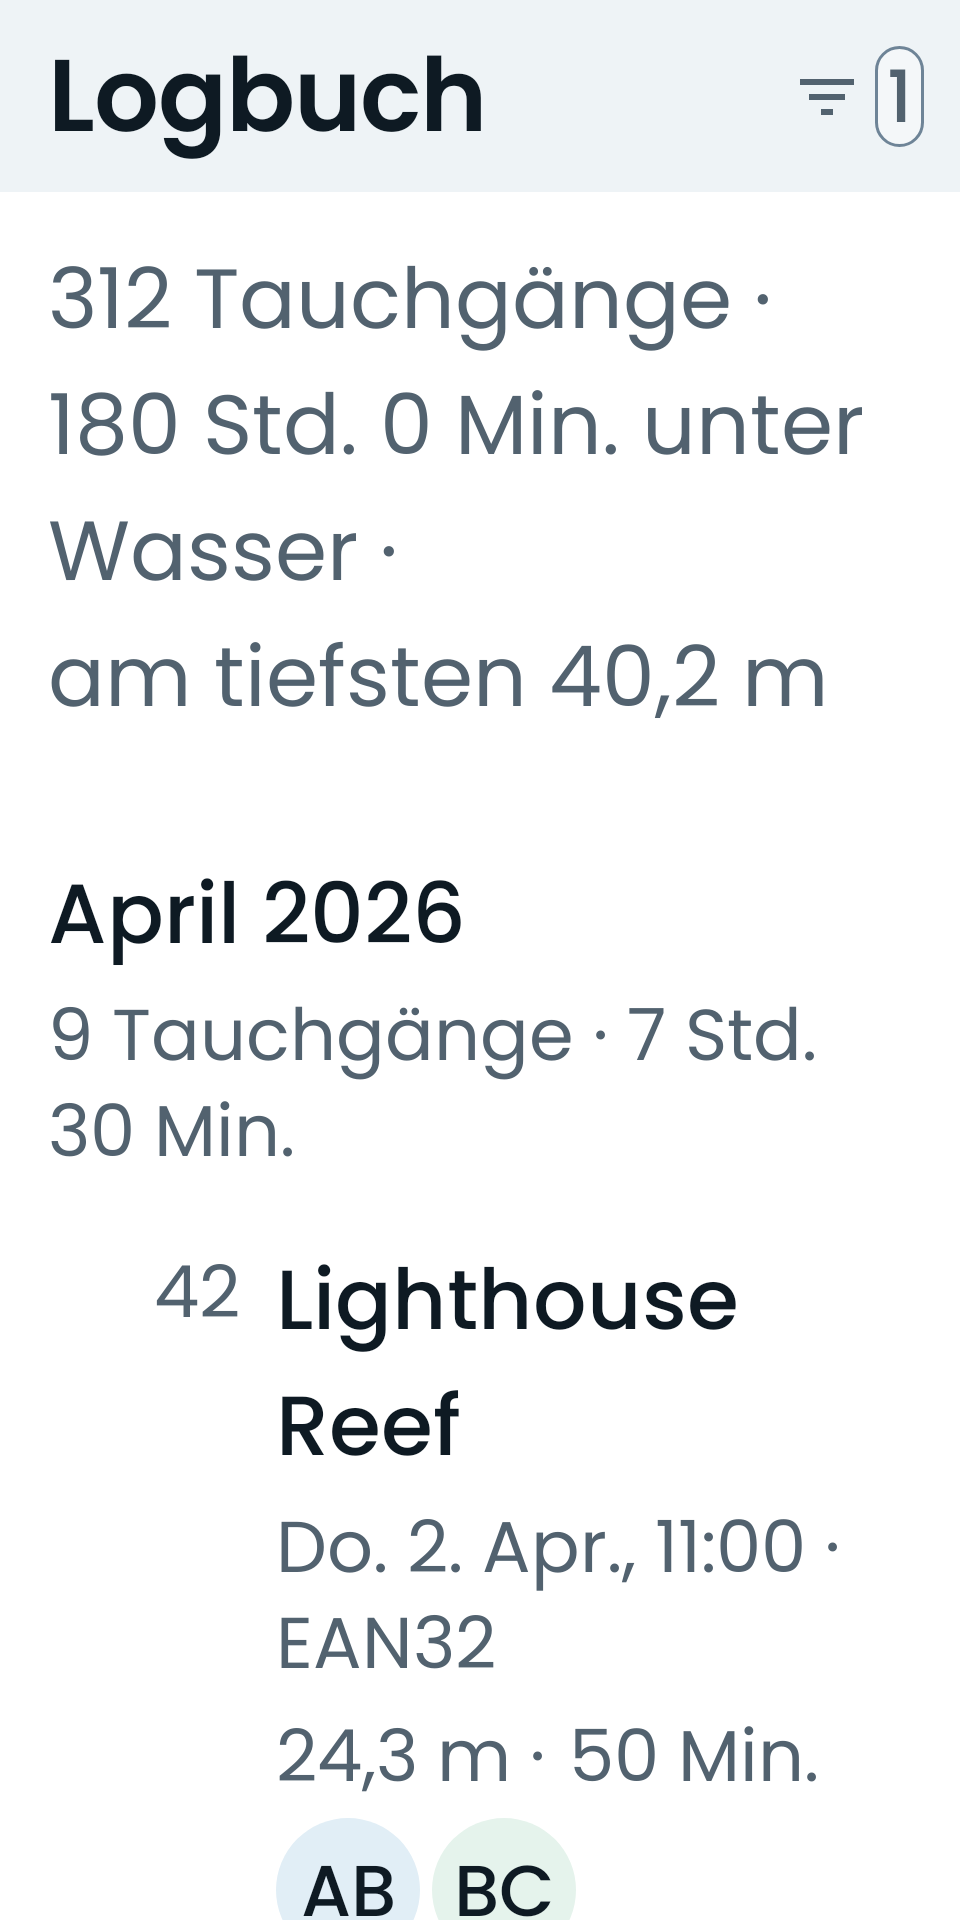 Logbuch
1
312 Tauchgänge ·
180 Std. 0 Min. unter
Wasser ·
am tiefsten 40,2 m
April 2026
9 Tauchgänge · 7 Std.
30 Min.
42
Lighthouse
Reef
Do. 2. Apr., 11:00 ·
EAN32
24,3 m · 50 Min.
AB BC